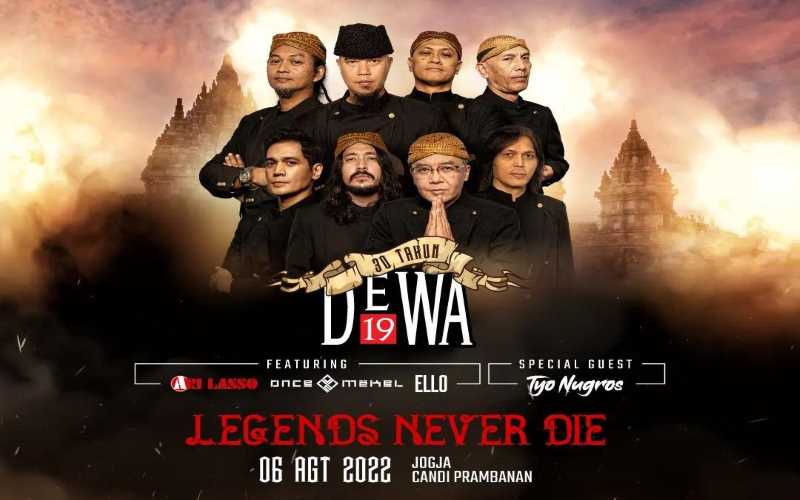 30 TAHUN
DEWA
19
FEATURING
ARI LASSO
once mekel
ELLO
SPECIAL GUEST
Tyo Nugros
LEGENDS NEVER DIE
06 AGT 2022
JOGJA
CANDI PRAMBANAN